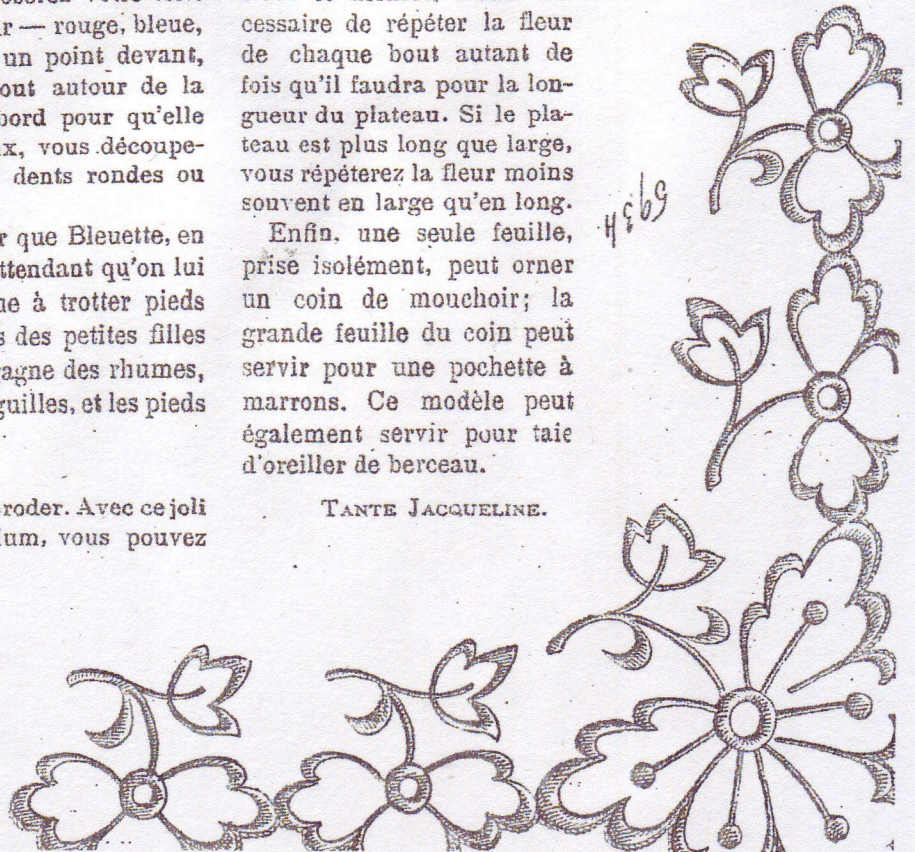 r — rouge, bleue,
un point devant,
out autour de la
bord pour qu'elle
x, vous découpe-
dents rondes ou
r que Bleuette, en
ttendant qu'on lui
ne à trotter pieds
s des petites filles
agne des rhumes,
guilles, et les pieds
roder. Avec ce joli
um, vous pouvez
cessaire de répéter la fleur
de chaque bout autant de
fois qu'il faudra pour la lon-
gueur du plateau. Si le pla-
teau est plus long que large,
vous répéterez la fleur moins
souvent en large qu'en long.
Enfin, une seule feuille,
prise isolément, peut orner
un coin de mouchoir; la
grande feuille du coin peut
servir pour une pochette à
marrons. Ce modèle peut
également servir pour taie
d'oreiller de berceau.
TANTE JACQUELINE.